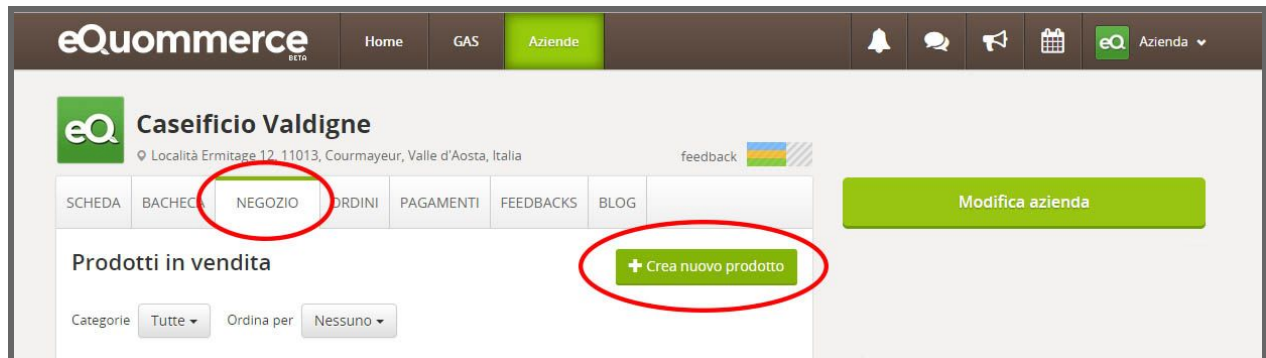 eQuommerce BETA Home GAS Aziende eQ Azienda
eQ Caseificio Valdigne
Località Ermitage 12, 11013, Courmayeur, Valle d'Aosta, Italia feedback
SCHEDA BACHECA NEGOZIO ORDINI PAGAMENTI FEEDBACKS BLOG Modifica azienda
Prodotti in vendita + Crea nuovo prodotto
Categorie Tutte Ordina per Nessuno